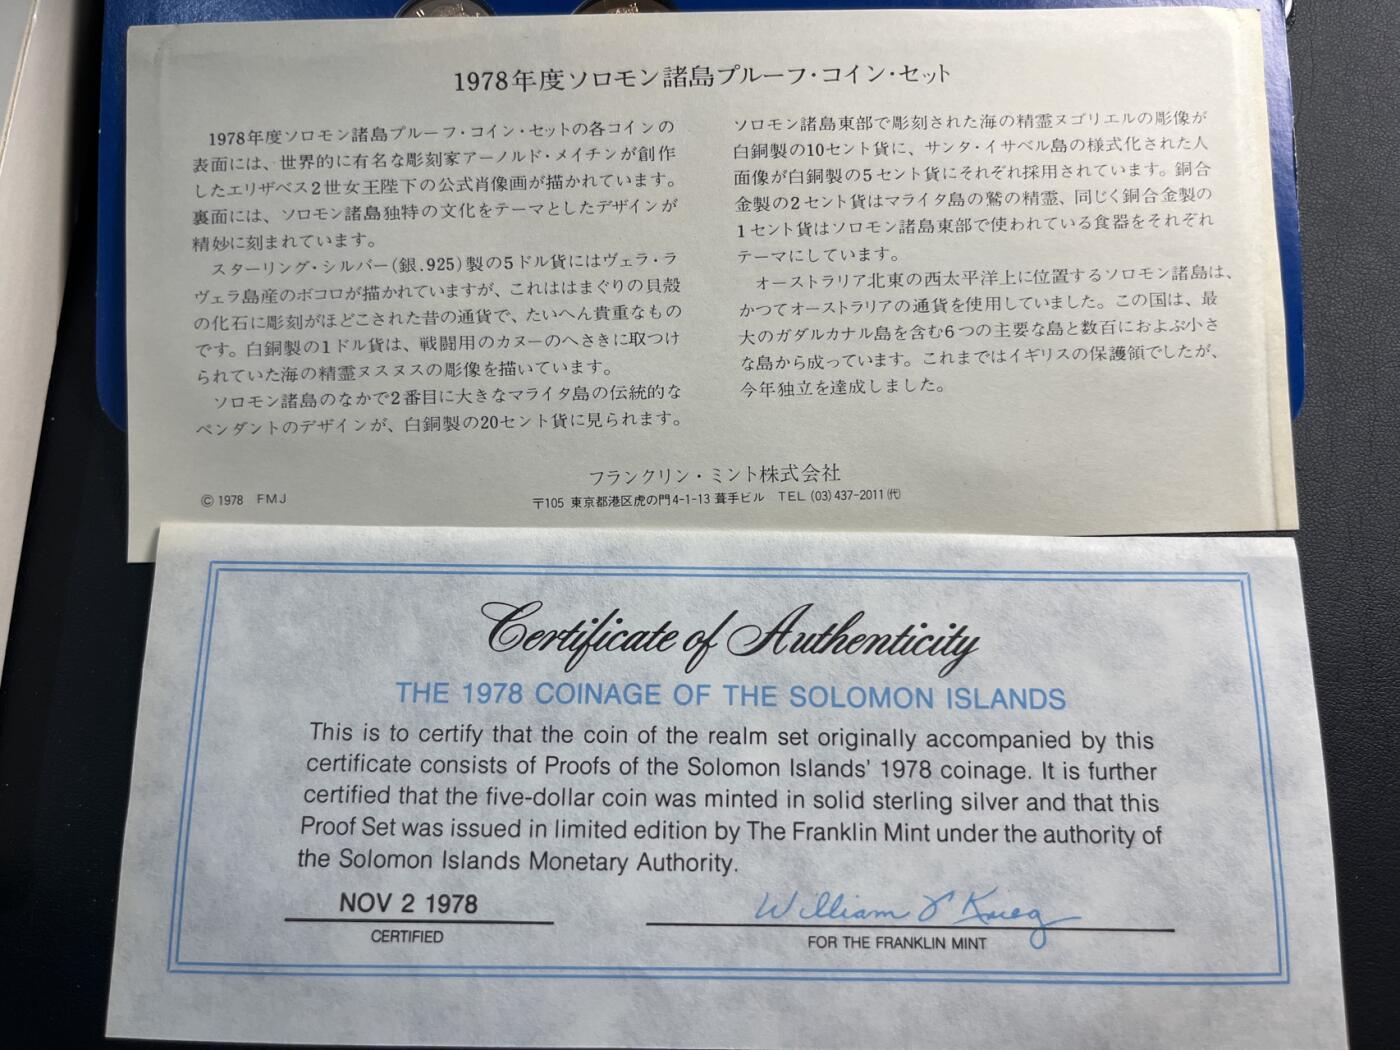 1978年度ソロモン諸島プルーフ・コイン・セット
1978年度ソロモン諸島プルーフ・コイン・セットの各コインの
表面には、世界的に有名な彫刻家アーノルド・メイチンが創作
したエリザベス2世女王陛下の公式肖像画が描かれています。
裏面には、ソロモン諸島独特の文化をテーマとしたデザインが
精妙に刻まれています。
スターリング・シルバー(銀.925)製の5ドル貨にはヴェラ・ラ
ヴェラ島産のボコロが描かれていますが、これははまぐりの貝殻
の化石に彫刻がほどこされた昔の通貨で、たいへん貴重なもの
です。白銅製の1ドル貨は、戦闘用のカヌーのへさきに取つけ
られていた海の精霊ヌスヌスの彫像を描いています。
ソロモン諸島のなかで2番目に大きなマライタ島の伝統的な
ペンダントのデザインが、白銅製の20セント貨に見られます。
ソロモン諸島東部で彫刻された海の精霊ヌゴリエルの彫像が
白銅製の10セント貨に、サンタ・イサベル島の様式化された人
面像が白銅製の5セント貨にそれぞれ採用されています。銅合
金製の2セント貨はマライタ島の鷲の精霊、同じく銅合金製の
1セント貨はソロモン諸島東部で使われている食器をそれぞれ
テーマにしています。
オーストラリア北東の西太平洋上に位置するソロモン諸島は、
かつてオーストラリアの通貨を使用していました。この国は、最
大のガダルカナル島を含む6つの主要な島と数百におよぶ小さ
な島から成っています。これまではイギリスの保護領でしたが、
今年独立を達成しました。
フランクリン・ミント株式会社
© 1978 FMJ
〒105 東京都港区虎の門4-1-13 葺手ビル TEL (03)437-2011㈹
Certificate of Authenticity
THE 1978 COINAGE OF THE SOLOMON ISLANDS
This is to certify that the coin of the realm set originally accompanied by this
certificate consists of Proofs of the Solomon Islands' 1978 coinage. It is further
certified that the five-dollar coin was minted in solid sterling silver and that this
Proof Set was issued in limited edition by The Franklin Mint under the authority of
the Solomon Islands Monetary Authority.
NOV 2 1978
CERTIFIED
William J Krieg
FOR THE FRANKLIN MINT